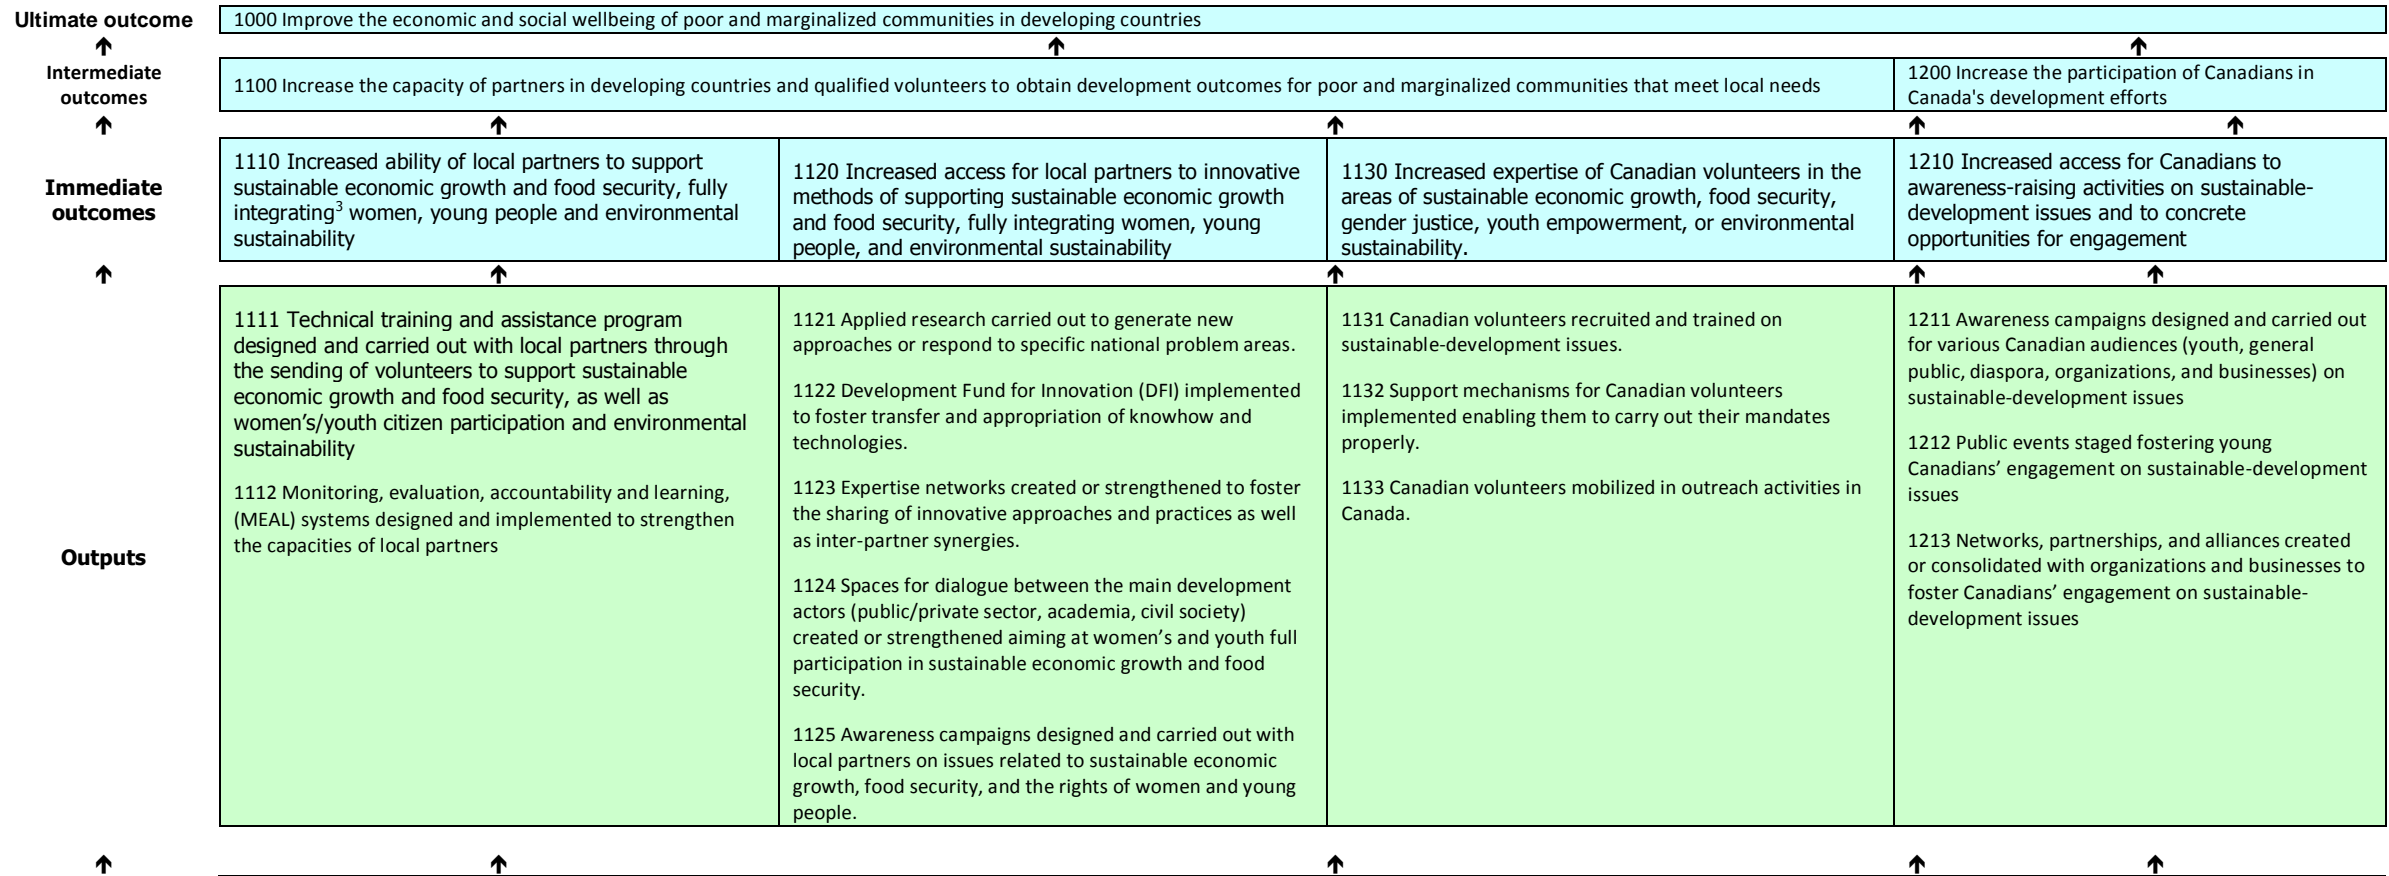 Ultimate outcome
1000 Improve the economic and social wellbeing of poor and marginalized communities in developing countries
Intermediate
outcomes
1100 Increase the capacity of partners in developing countries and qualified volunteers to obtain development outcomes for poor and marginalized communities that meet local needs
1200 Increase the participation of Canadians in
Canada's development efforts
Immediate
outcomes
1110 Increased ability of local partners to support
sustainable economic growth and food security, fully
integrating3 women, young people and environmental
sustainability
1120 Increased access for local partners to innovative
methods of supporting sustainable economic growth
and food security, fully integrating women, young
people, and environmental sustainability
1130 Increased expertise of Canadian volunteers in the
areas of sustainable economic growth, food security,
gender justice, youth empowerment, or environmental
sustainability.
1210 Increased access for Canadians to
awareness-raising activities on sustainable-
development issues and to concrete
opportunities for engagement
Outputs
1111 Technical training and assistance program
designed and carried out with local partners through
the sending of volunteers to support sustainable
economic growth and food security, as well as
women’s/youth citizen participation and environmental
sustainability
1112 Monitoring, evaluation, accountability and learning,
(MEAL) systems designed and implemented to strengthen
the capacities of local partners
1121 Applied research carried out to generate new
approaches or respond to specific national problem areas.
1122 Development Fund for Innovation (DFI) implemented
to foster transfer and appropriation of knowhow and
technologies.
1123 Expertise networks created or strengthened to foster
the sharing of innovative approaches and practices as well
as inter-partner synergies.
1124 Spaces for dialogue between the main development
actors (public/private sector, academia, civil society)
created or strengthened aiming at women’s and youth full
participation in sustainable economic growth and food
security.
1125 Awareness campaigns designed and carried out with
local partners on issues related to sustainable economic
growth, food security, and the rights of women and young
people.
1131 Canadian volunteers recruited and trained on
sustainable-development issues.
1132 Support mechanisms for Canadian volunteers
implemented enabling them to carry out their mandates
properly.
1133 Canadian volunteers mobilized in outreach activities in
Canada.
1211 Awareness campaigns designed and carried out
for various Canadian audiences (youth, general
public, diaspora, organizations, and businesses) on
sustainable-development issues
1212 Public events staged fostering young
Canadians’ engagement on sustainable-development
issues
1213 Networks, partnerships, and alliances created
or consolidated with organizations and businesses to
foster Canadians’ engagement on sustainable-
development issues